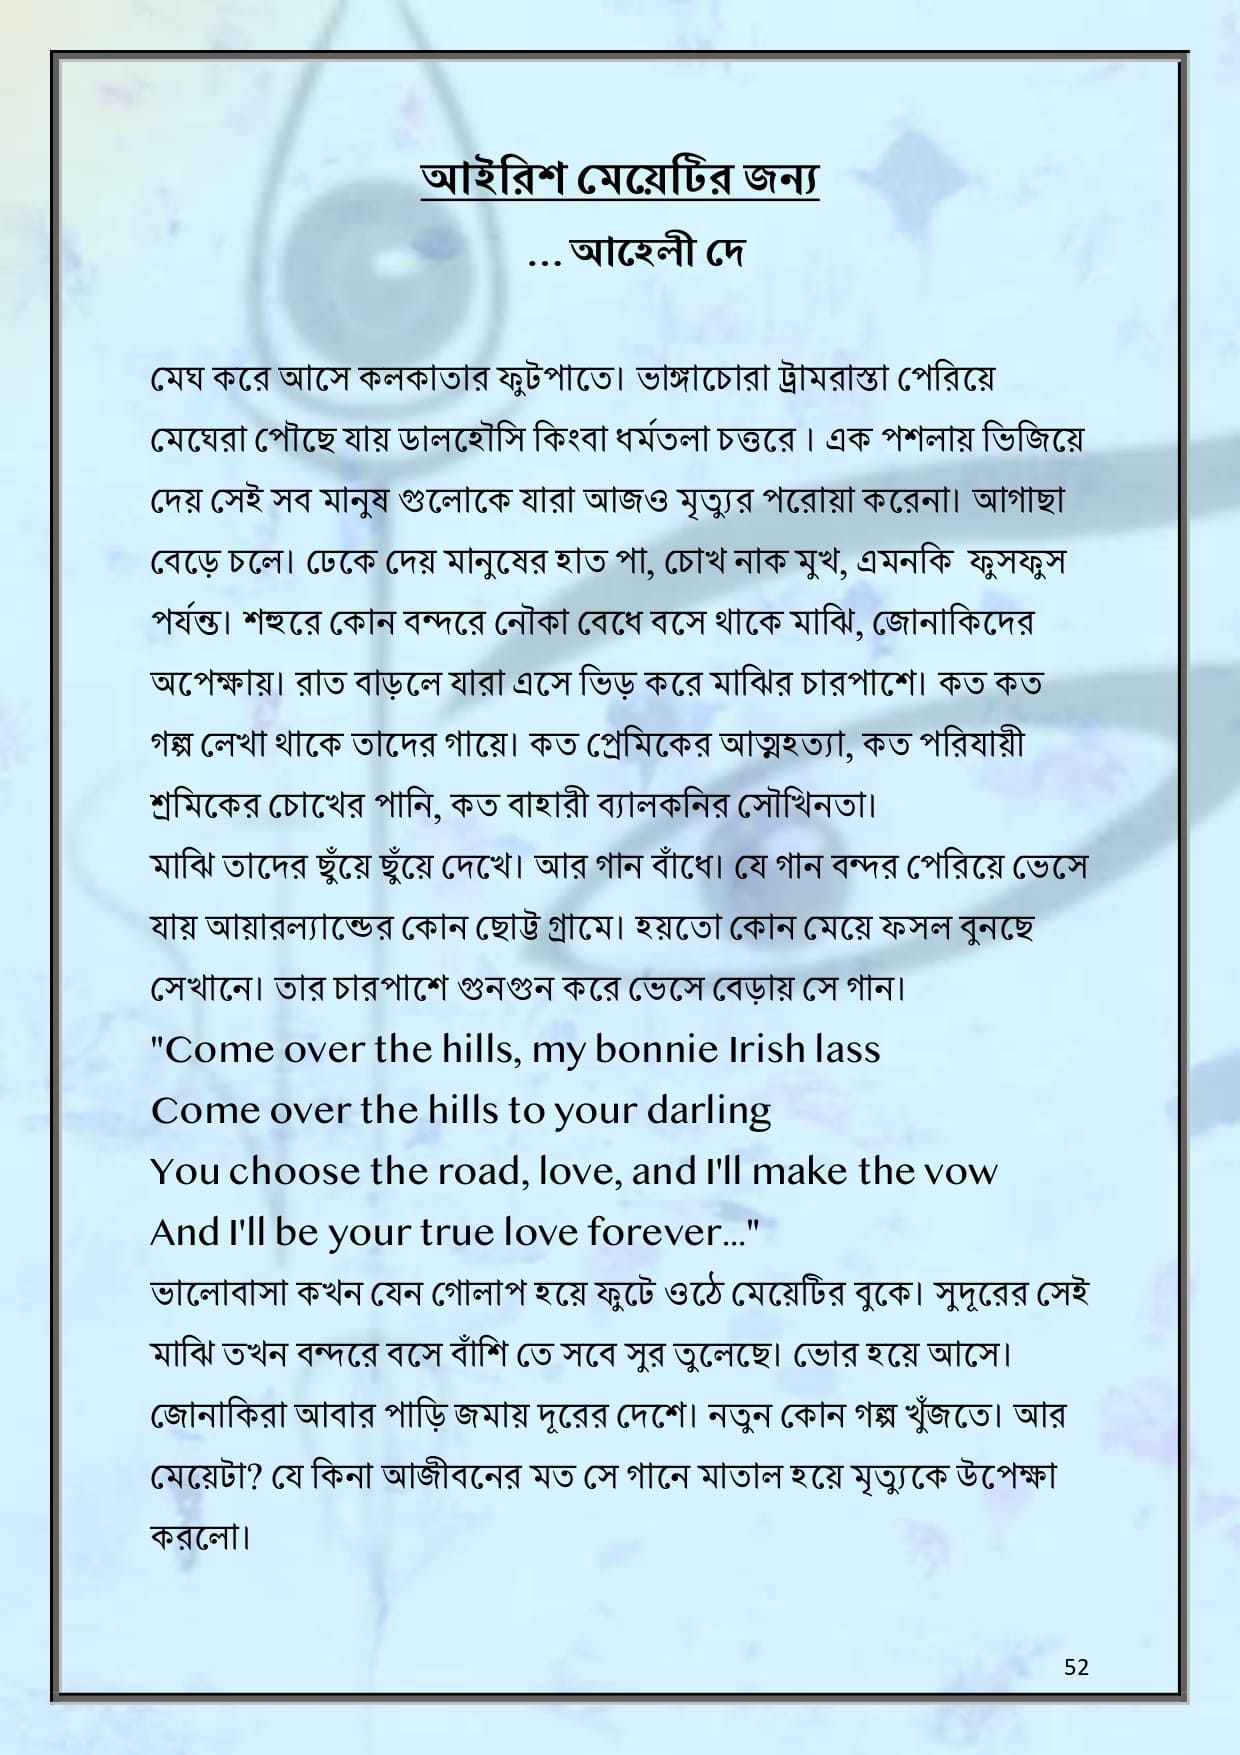 আইরিশ মেয়েটির জন্য
... আহেলী দে
মেঘ করে আসে কলকাতার ফুটপাতে। ভাঙ্গাচোরা ট্রামরাস্তা পেরিয়ে
মেঘেরা পৌছে যায় ডালহৌসি কিংবা ধর্মতলা চত্তরে । এক পশলায় ভিজিয়ে
দেয় সেই সব মানুষ গুলোকে যারা আজও মৃত্যুর পরোয়া করেনা। আগাছা
বেড়ে চলে। ঢেকে দেয় মানুষের হাত পা, চোখ নাক মুখ, এমনকি ফুসফুস
পর্যন্ত। শহুরে কোন বন্দরে নৌকা বেধে বসে থাকে মাঝি, জোনাকিদের
অপেক্ষায়। রাত বাড়লে যারা এসে ভিড় করে মাঝির চারপাশে। কত কত
গল্প লেখা থাকে তাদের গায়ে। কত প্রেমিকের আত্মহত্যা, কত পরিযায়ী
শ্রমিকের চোখের পানি, কত বাহারী ব্যালকনির সৌখিনতা।
মাঝি তাদের ছুঁয়ে ছুঁয়ে দেখে। আর গান বাঁধে। যে গান বন্দর পেরিয়ে ভেসে
যায় আয়ারল্যান্ডের কোন ছোট্ট গ্রামে। হয়তো কোন মেয়ে ফসল বুনছে
সেখানে। তার চারপাশে গুনগুন করে ভেসে বেড়ায় সে গান।
"Come over the hills, my bonnie Irish lass
Come over the hills to your darling
You choose the road, love, and I'll make the vow
And I'll be your true love forever..."
ভালোবাসা কখন যেন গোলাপ হয়ে ফুটে ওঠে মেয়েটির বুকে। সুদূরের সেই
মাঝি তখন বন্দরে বসে বাঁশি তে সবে সুর তুলেছে। ভোর হয়ে আসে।
জোনাকিরা আবার পাড়ি জমায় দূরের দেশে। নতুন কোন গল্প খুঁজতে। আর
মেয়েটা? যে কিনা আজীবনের মত সে গানে মাতাল হয়ে মৃত্যুকে উপেক্ষা
করলো।
52